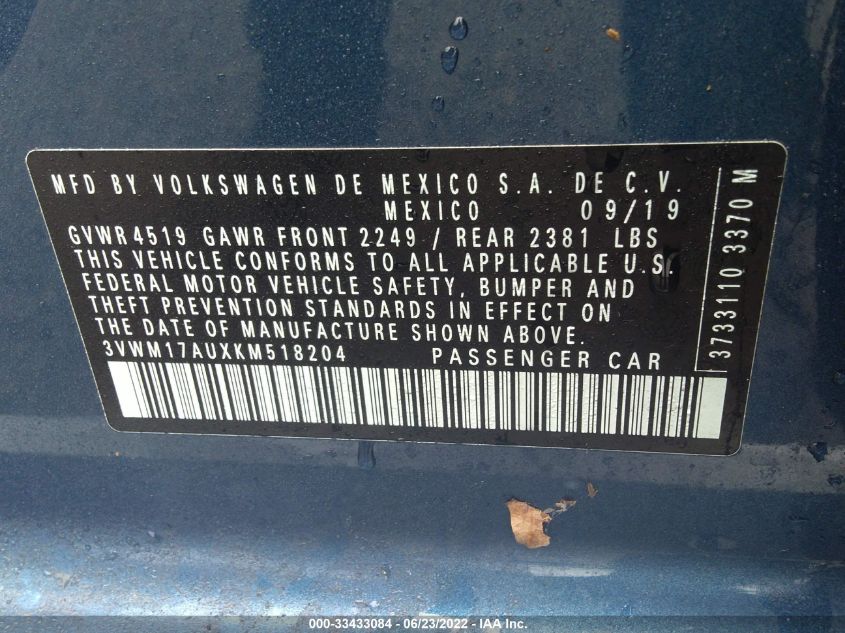 MFD BY VOLKSWAGEN DE MEXICO S.A. DE C.V.
MEXICO 09/19
GVWR 4519 GAWR FRONT 2249 / REAR 2381 LBS
THIS VEHICLE CONFORMS TO ALL APPLICABLE U.S.
FEDERAL MOTOR VEHICLE SAFETY, BUMPER AND
THEFT PREVENTION STANDARDS IN EFFECT ON
THE DATE OF MANUFACTURE SHOWN ABOVE.
3VWM17AUXKM518204 PASSENGER CAR
3733110 3370 M
000-33433084 - 06/23/2022 - IAA Inc.